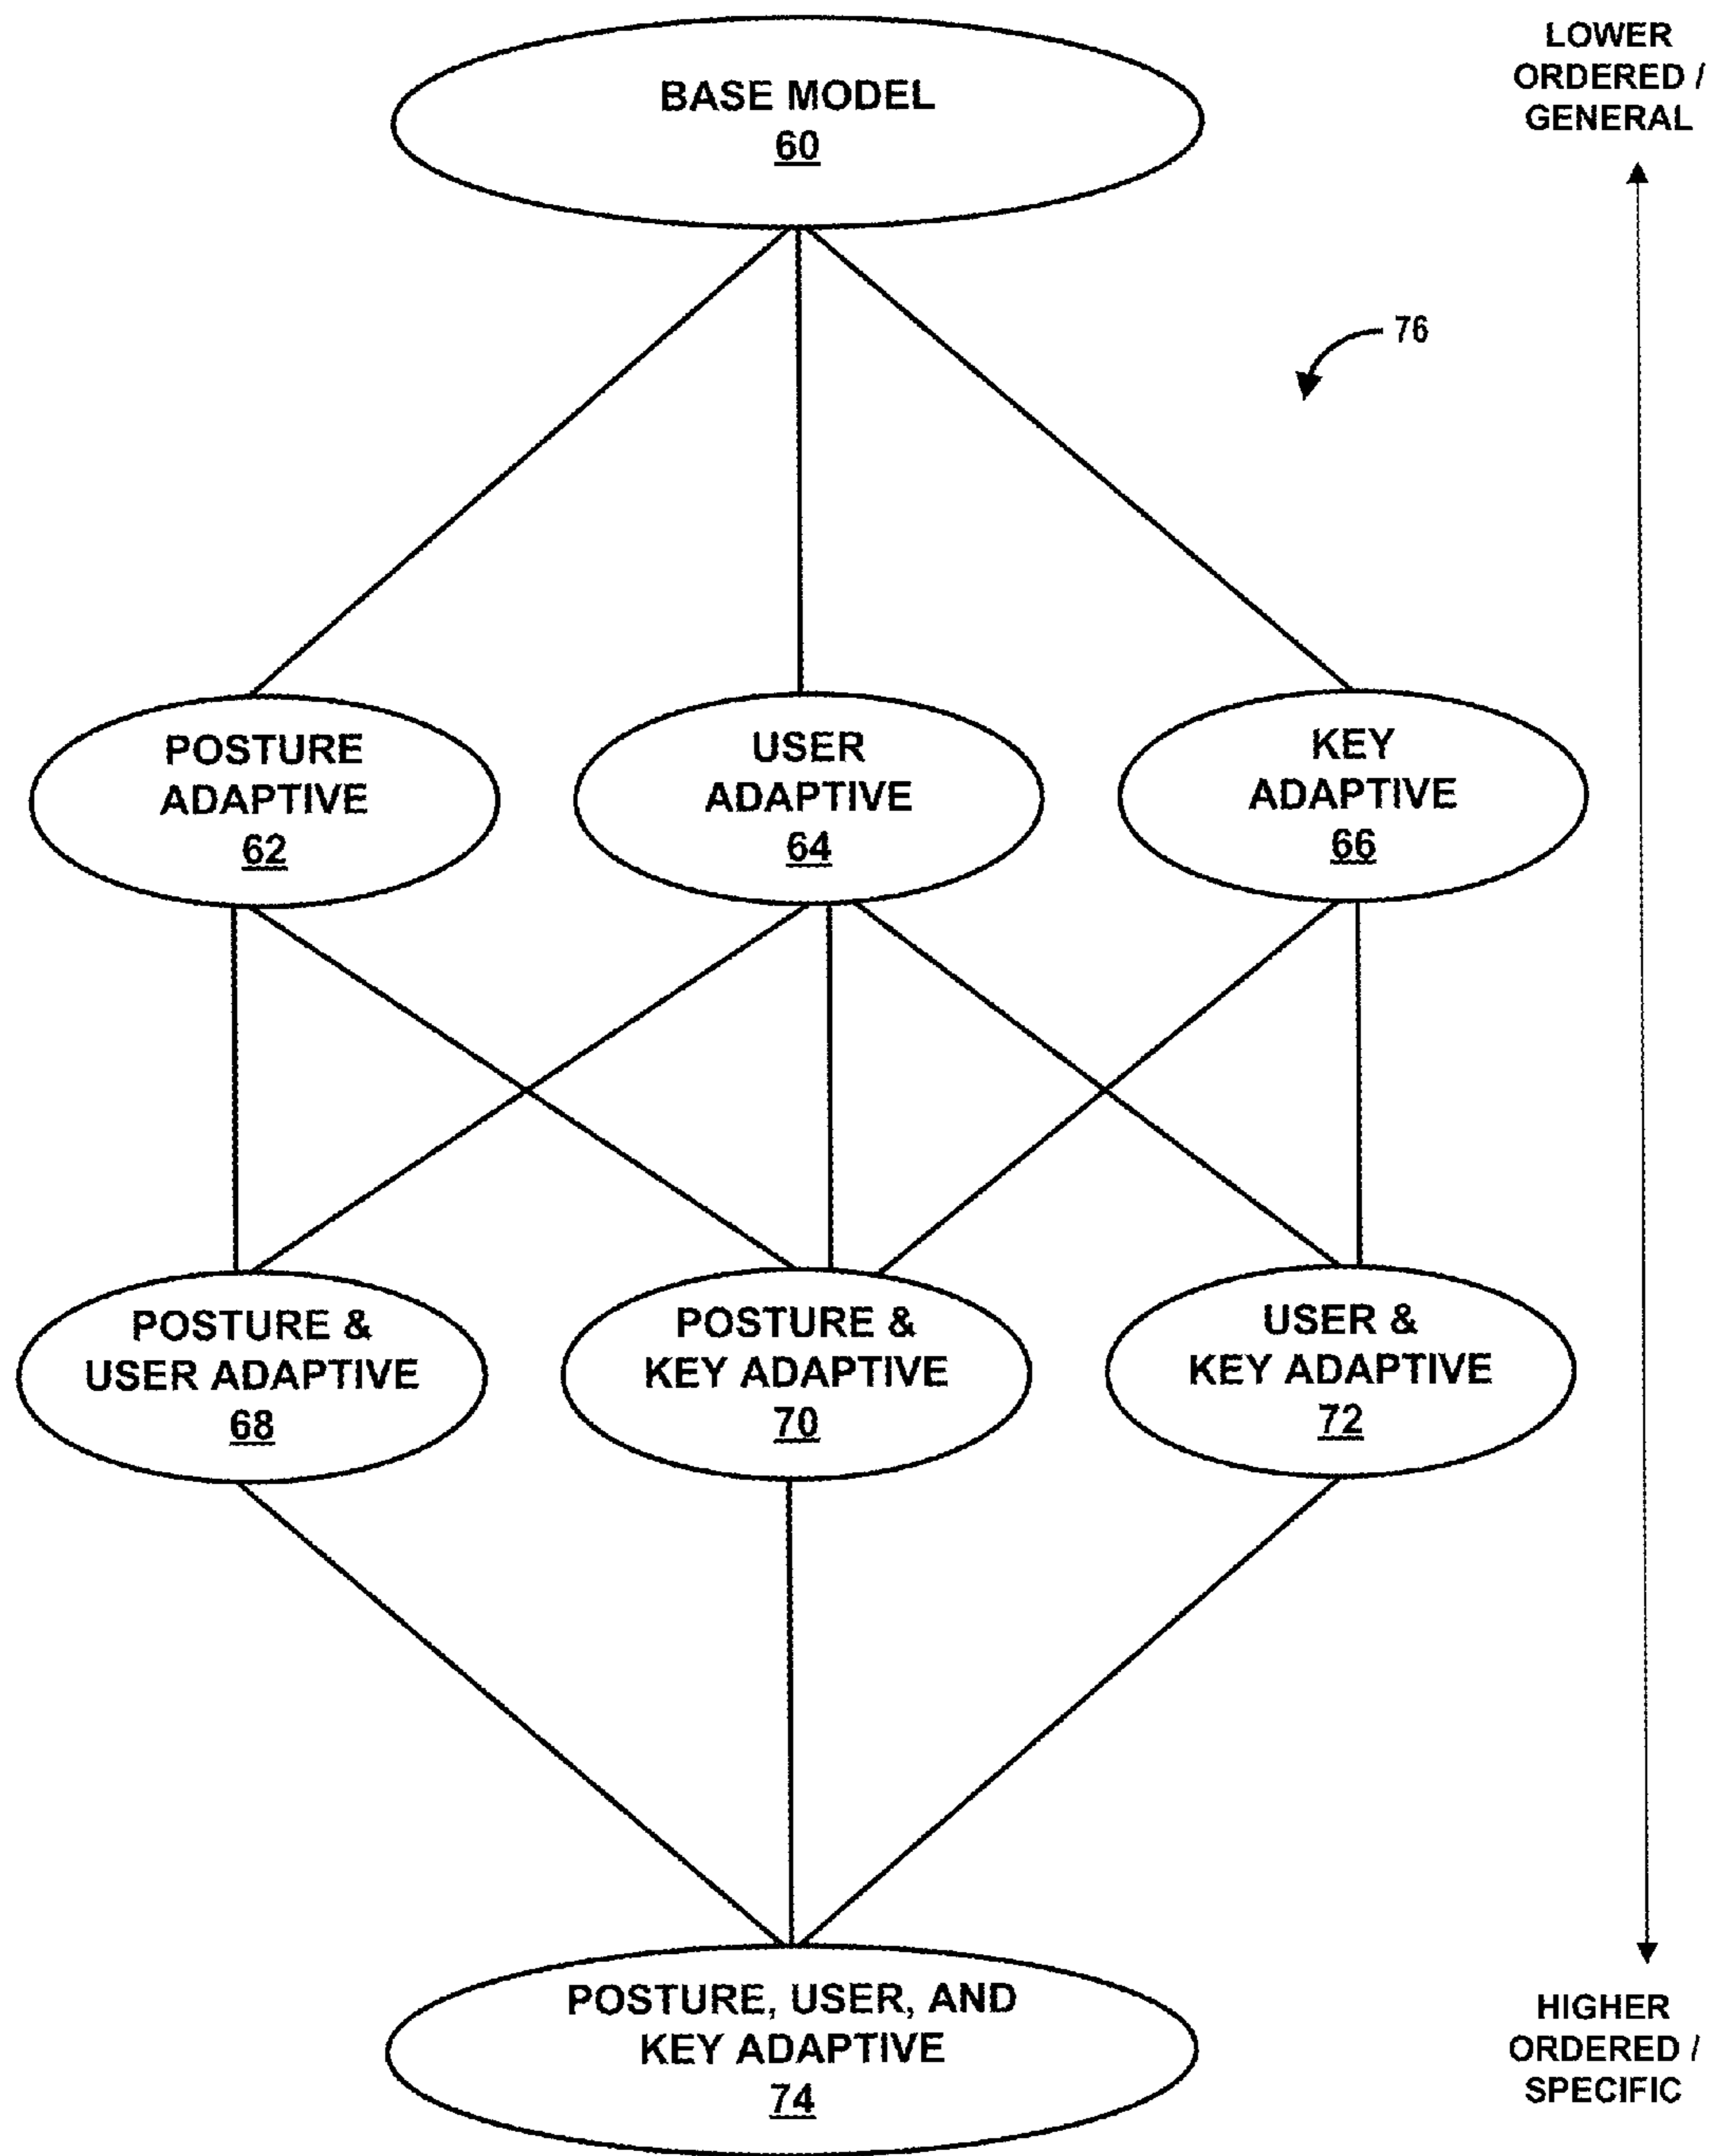 BASE MODEL
60
LOWER
ORDERED /
GENERAL
76
POSTURE
ADAPTIVE
62
USER
ADAPTIVE
64
KEY
ADAPTIVE
66
POSTURE &
USER ADAPTIVE
68
POSTURE &
KEY ADAPTIVE
70
USER &
KEY ADAPTIVE
72
POSTURE, USER, AND
KEY ADAPTIVE
74
HIGHER
ORDERED /
SPECIFIC